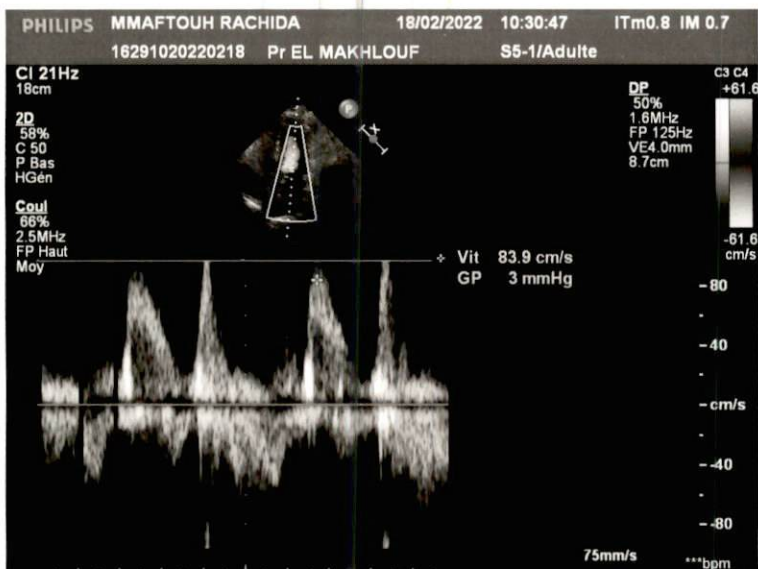 PHILIPS MMAFTOUH RACHIDA 18/02/2022 10:30:47 ITm0.8 IM 0.7
16291020220218 Pr EL MAKHLOUF S5-1/Adulte
CI 21Hz
18cm
2D
58%
C 50
P Bas
HGén
Coul
66%
2.5MHz
FP Haut
Moy
P
DP
50%
1.6MHz
FP 125Hz
VE4.0mm
8.7cm
C3 C4
+61.6
-61.6
cm/s
Vit 83.9 cm/s
GP 3 mmHg
80
40
cm/s
-40
-80
75mm/s
***bpm